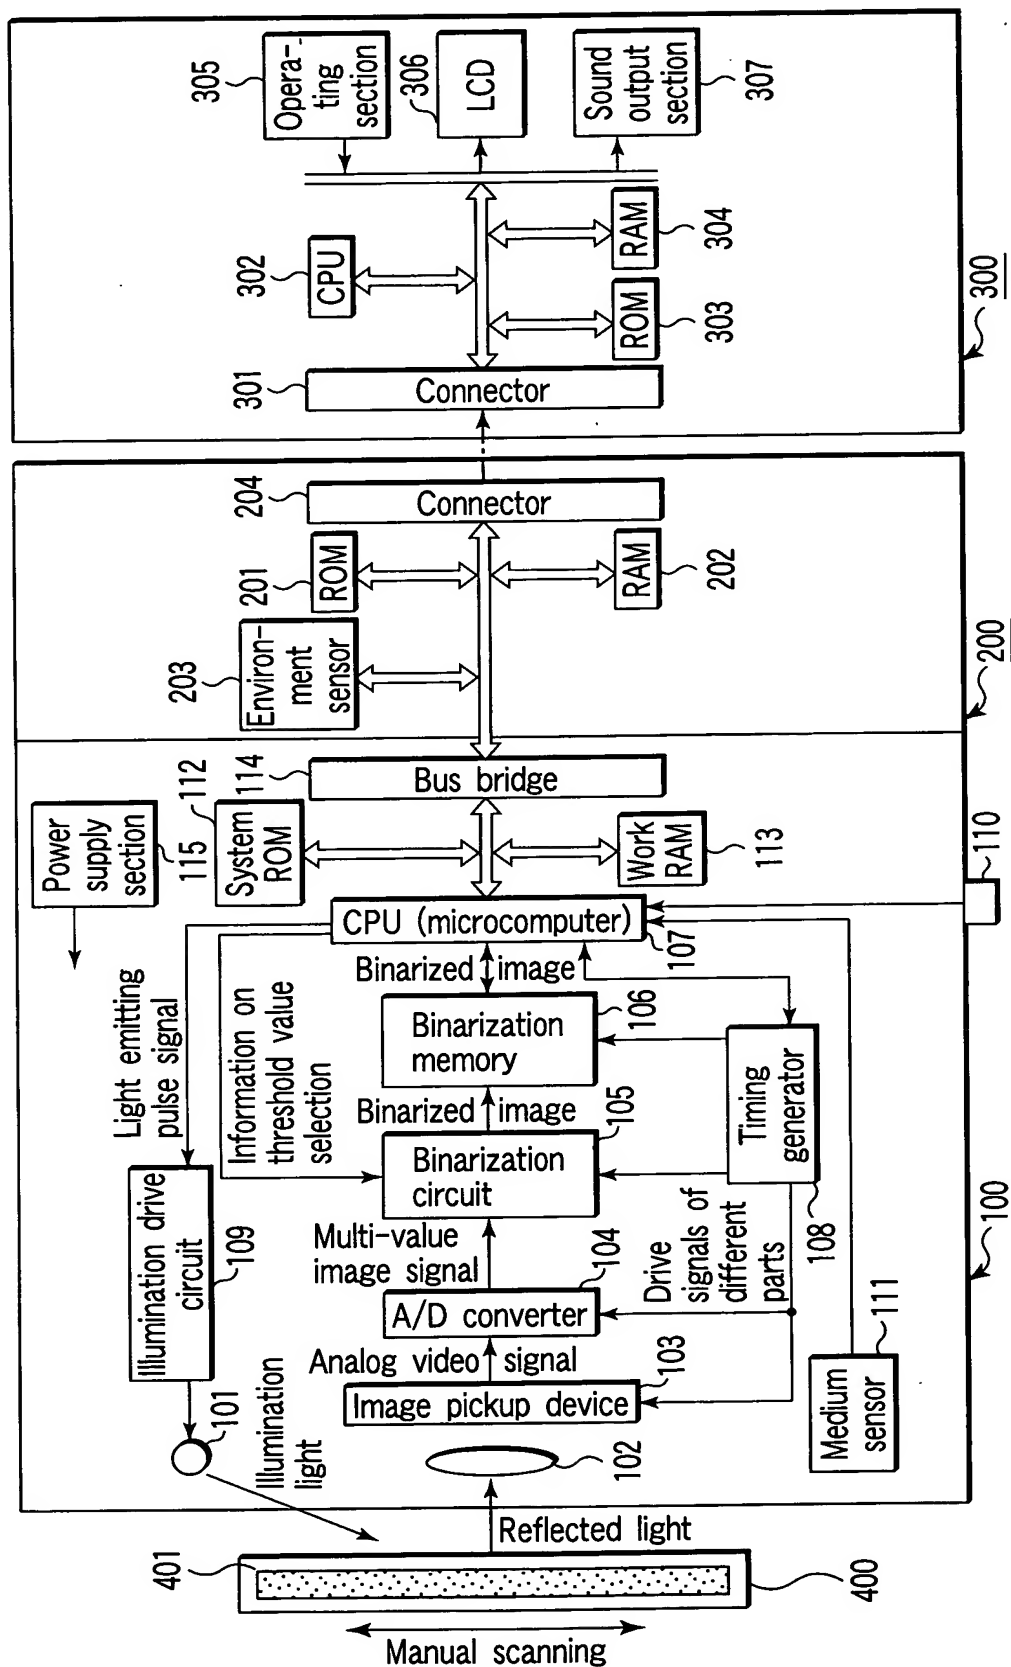 Manual scanning
401
400
Reflected light
Illumination
light
101
Illumination drive
circuit
109
Light emitting
pulse signal
Information on
threshold value
selection
102
Image pickup device
103
Analog video signal
A/D converter
104
Multi-value
image signal
Binarization
circuit
105
Binarized image
Binarization
memory
106
Binarized image
CPU (microcomputer)
107
Drive
signals of
different
parts
Timing
generator
108
Medium
sensor
111
110
100
Power
supply
section
115
System
ROM
112
Work
RAM
113
Bus bridge
114
Environ-
ment
sensor
203
ROM
201
RAM
202
Connector
204
200
Connector
301
CPU
302
ROM
303
RAM
304
Opera-
ting
section
305
LCD
306
Sound
output
section
307
300